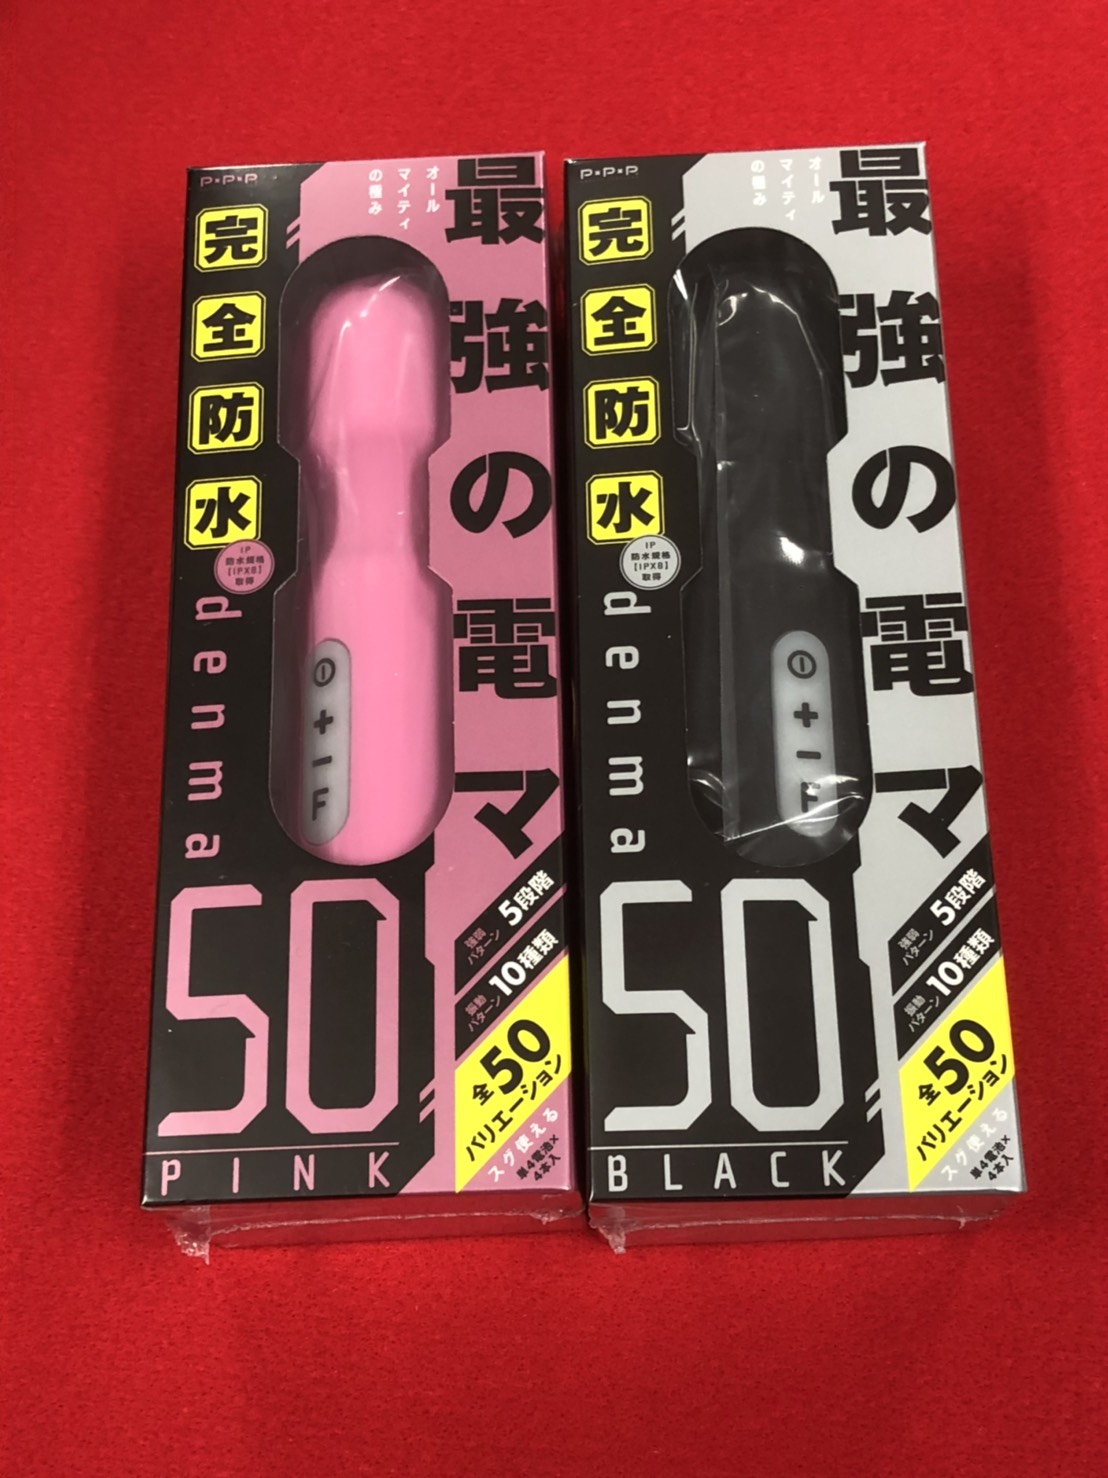 P×P×P
オール
マイティ
の極み
最強の電マ
完全防水
IP
防水規格
【IPX8】
取得
denma
50
PINK
強弱
パターン 5段階
振動
パターン 10種類
全50
バリエーション
スグ使える
単4電池×
4本入
P×P×P
オール
マイティ
の極み
最強の電マ
完全防水
IP
防水規格
【IPX8】
取得
denma
50
BLACK
強弱
パターン 5段階
振動
パターン 10種類
全50
バリエーション
スグ使える
単4電池×
4本入
+
-
F
+
-
F